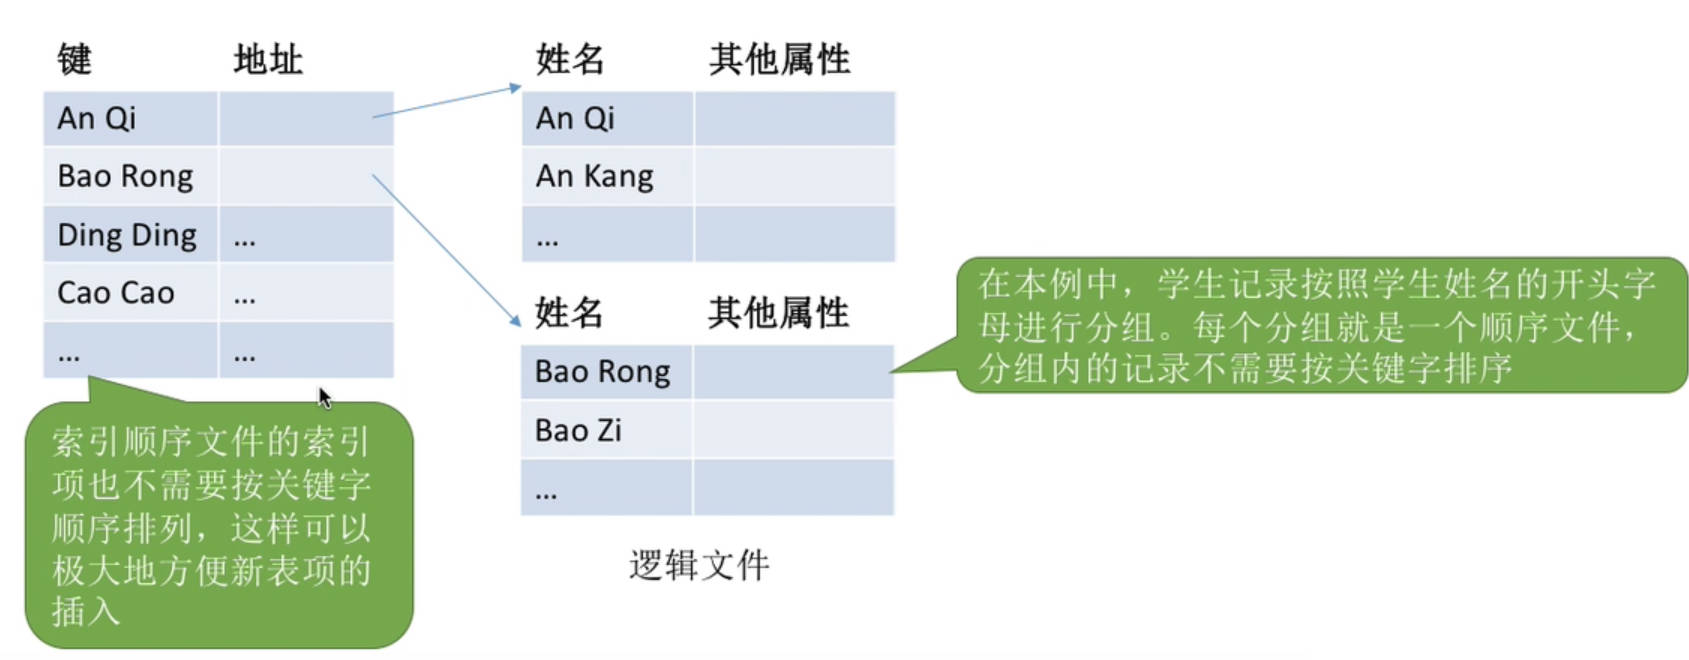 键 地址
An Qi
Bao Rong
Ding Ding ...
Cao Cao ...
... ...
索引顺序文件的索引
项也不需要按关键字
顺序排列，这样可以
极大地方便新表项的
插入
姓名 其他属性
An Qi
An Kang
...
姓名 其他属性
Bao Rong
Bao Zi
...
逻辑文件
在本例中，学生记录按照学生姓名的开头字
母进行分组。每个分组就是一个顺序文件，
分组内的记录不需要按关键字排序